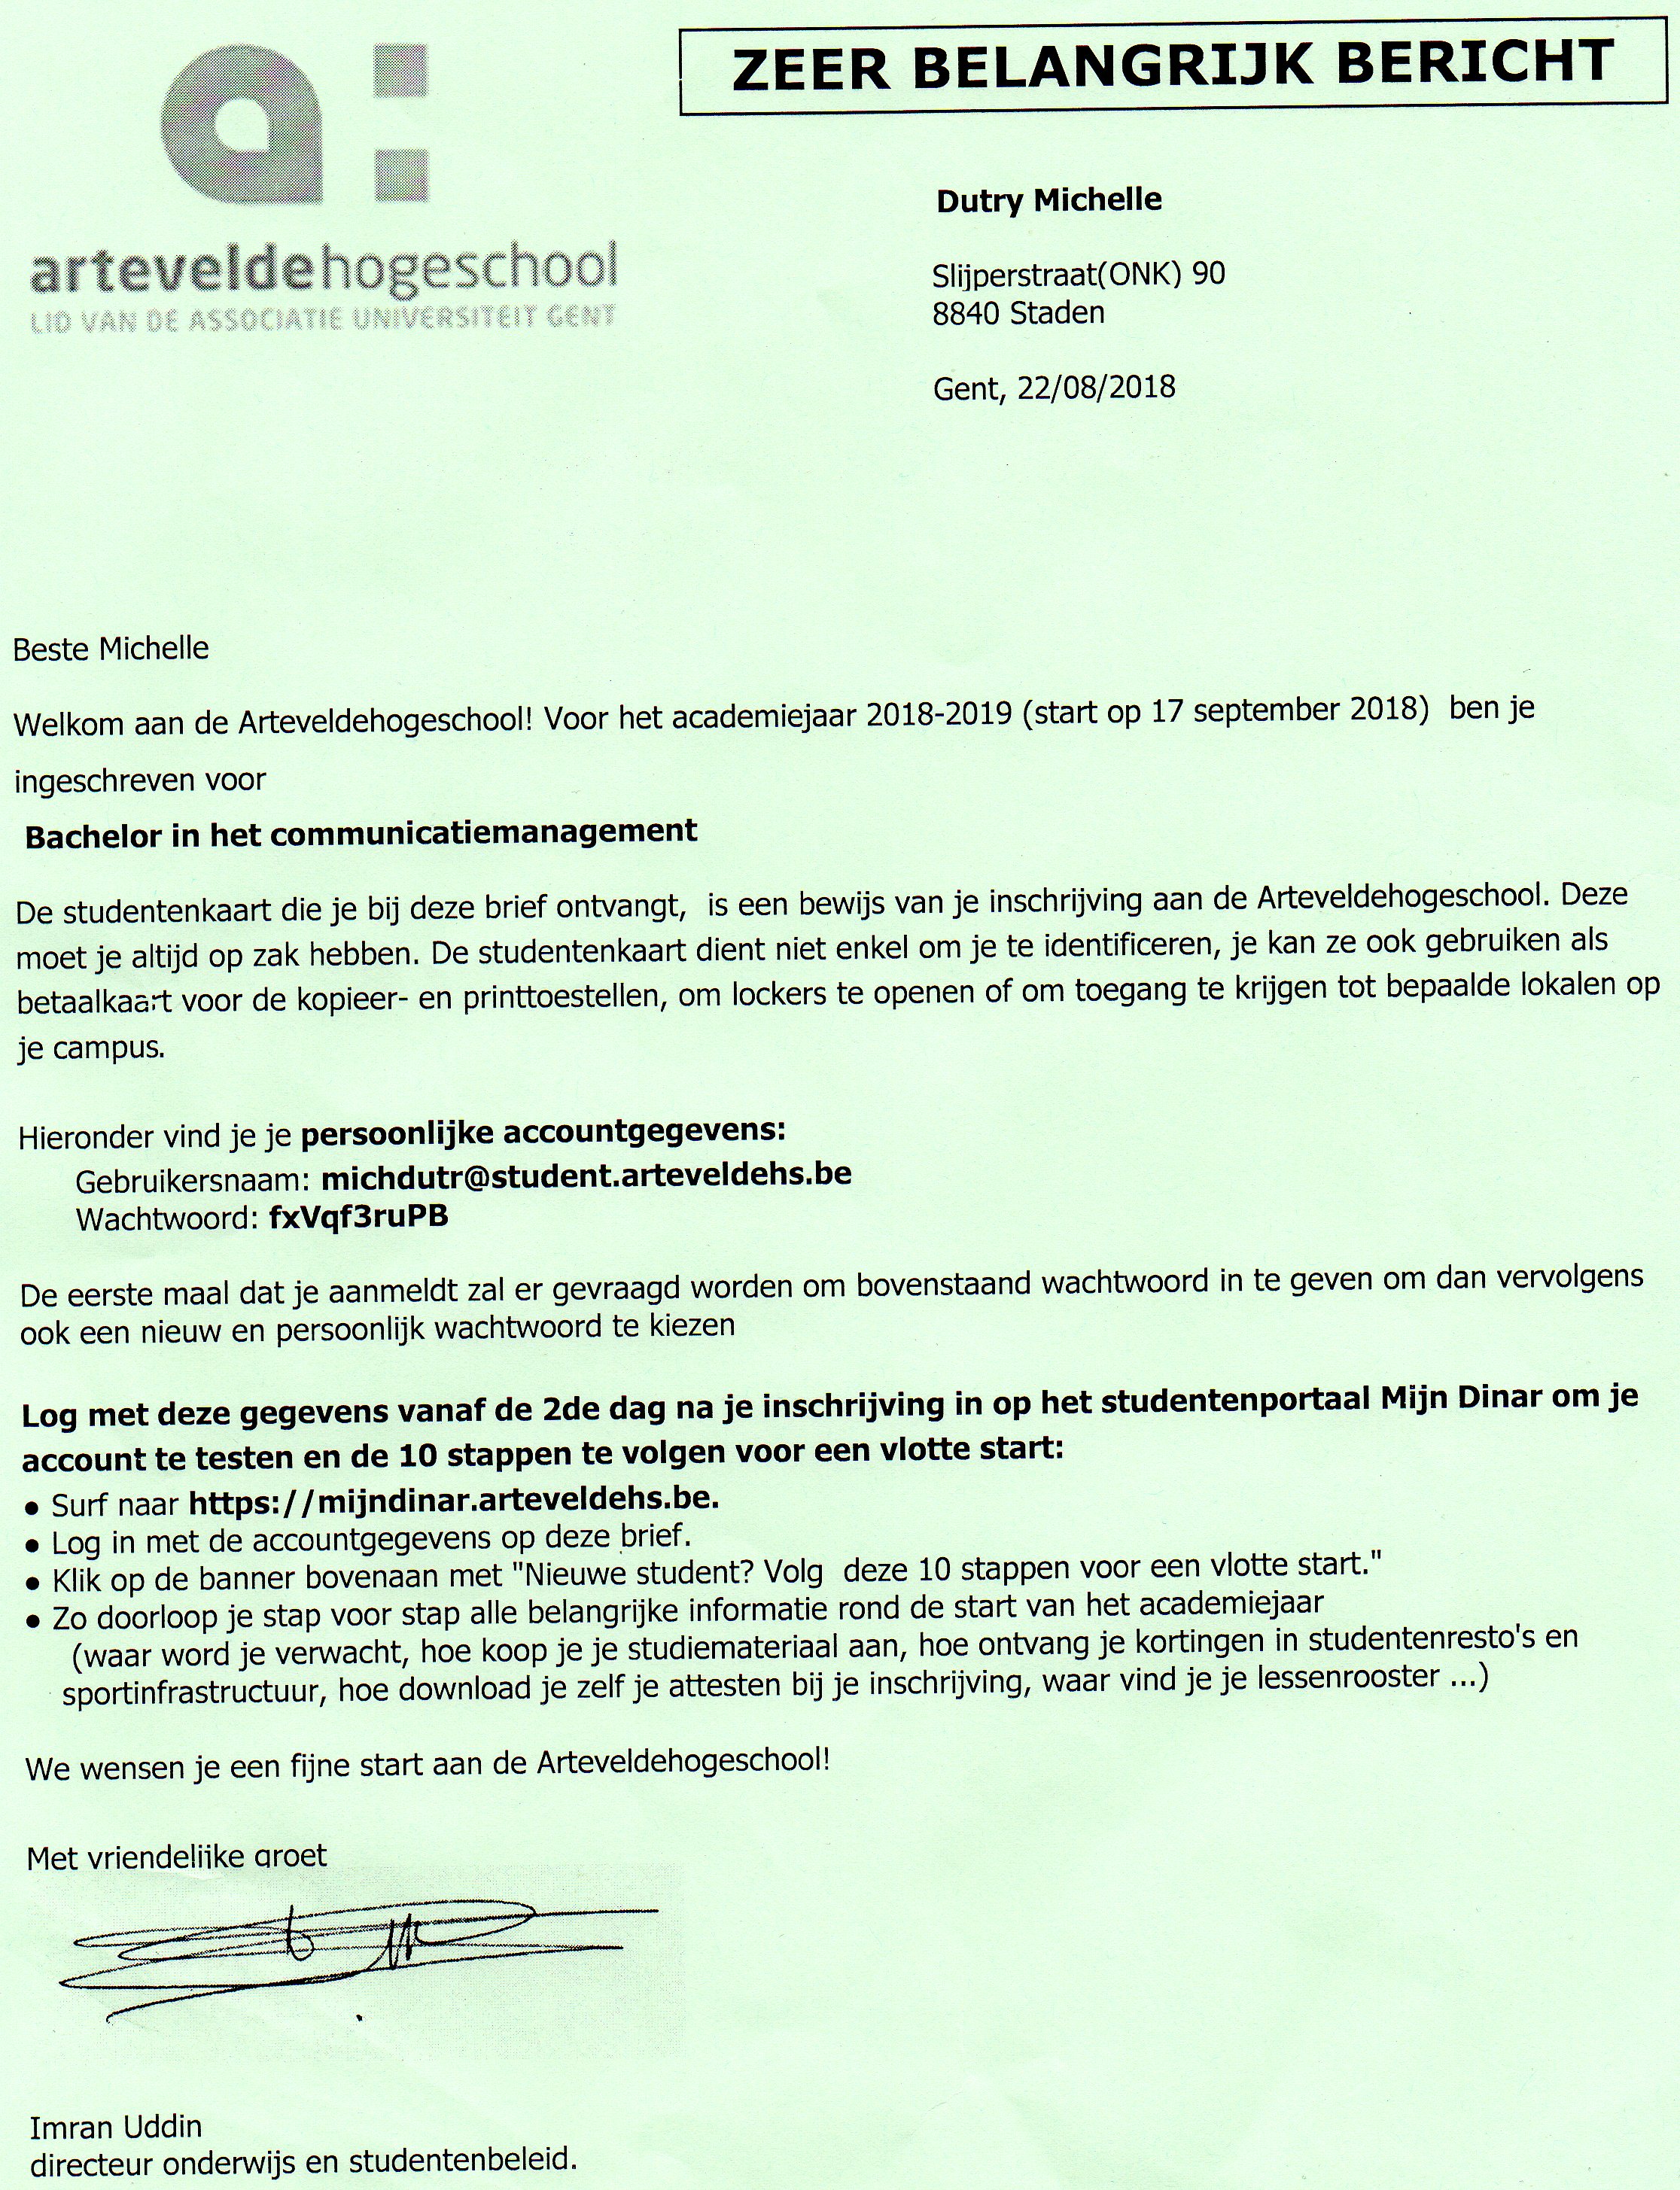 ZEER BELANGRIJK BERICHT
a:
arteveldehogeschool
LID VAN DE ASSOCIATIE UNIVERSITEIT GENT
Dutry Michelle
Slijperstraat(ONK) 90
8840 Staden
Gent, 22/08/2018
Beste Michelle
Welkom aan de Arteveldehogeschool! Voor het academiejaar 2018-2019 (start op 17 september 2018) ben je
ingeschreven voor
Bachelor in het communicatiemanagement
De studentenkaart die je bij deze brief ontvangt, is een bewijs van je inschrijving aan de Arteveldehogeschool. Deze
moet je altijd op zak hebben. De studentenkaart dient niet enkel om je te identificeren, je kan ze ook gebruiken als
betaalkaart voor de kopieer- en printtoestellen, om lockers te openen of om toegang te krijgen tot bepaalde lokalen op
je campus.
Hieronder vind je je persoonlijke accountgegevens:
Gebruikersnaam: michdutr@student.arteveldehs.be
Wachtwoord: fxVqf3ruPB
De eerste maal dat je aanmeldt zal er gevraagd worden om bovenstaand wachtwoord in te geven om dan vervolgens
ook een nieuw en persoonlijk wachtwoord te kiezen
Log met deze gegevens vanaf de 2de dag na je inschrijving in op het studentenportaal Mijn Dinar om je
account te testen en de 10 stappen te volgen voor een vlotte start:
• Surf naar https://mijndinar.arteveldehs.be.
• Log in met de accountgegevens op deze brief.
• Klik op de banner bovenaan met "Nieuwe student? Volg deze 10 stappen voor een vlotte start."
• Zo doorloop je stap voor stap alle belangrijke informatie rond de start van het academiejaar
(waar word je verwacht, hoe koop je je studiemateriaal aan, hoe ontvang je kortingen in studentenresto's en
sportinfrastructuur, hoe download je zelf je attesten bij je inschrijving, waar vind je je lessenrooster ...)
We wensen je een fijne start aan de Arteveldehogeschool!
Met vriendelijke groet
Imran Uddin
directeur onderwijs en studentenbeleid.